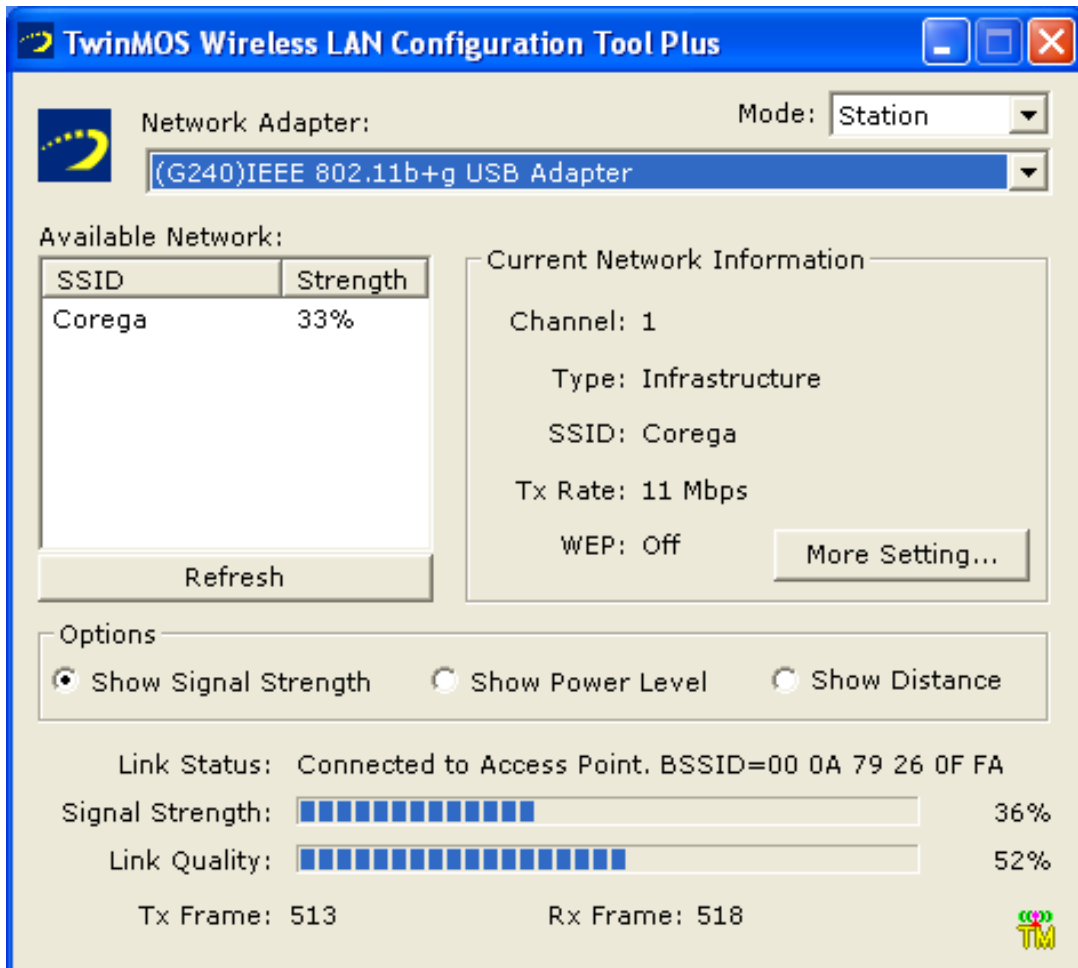 TwinMOS Wireless LAN Configuration Tool Plus
Mode: Station
Network Adapter:
(G240)IEEE 802.11b+g USB Adapter
Available Network:
SSID Strength
Corega 33%
Refresh
Current Network Information
Channel: 1
Type: Infrastructure
SSID: Corega
Tx Rate: 11 Mbps
WEP: Off
More Setting...
Options
Show Signal Strength Show Power Level Show Distance
Link Status: Connected to Access Point. BSSID=00 0A 79 26 0F FA
Signal Strength: 36%
Link Quality: 52%
Tx Frame: 513 Rx Frame: 518
TM